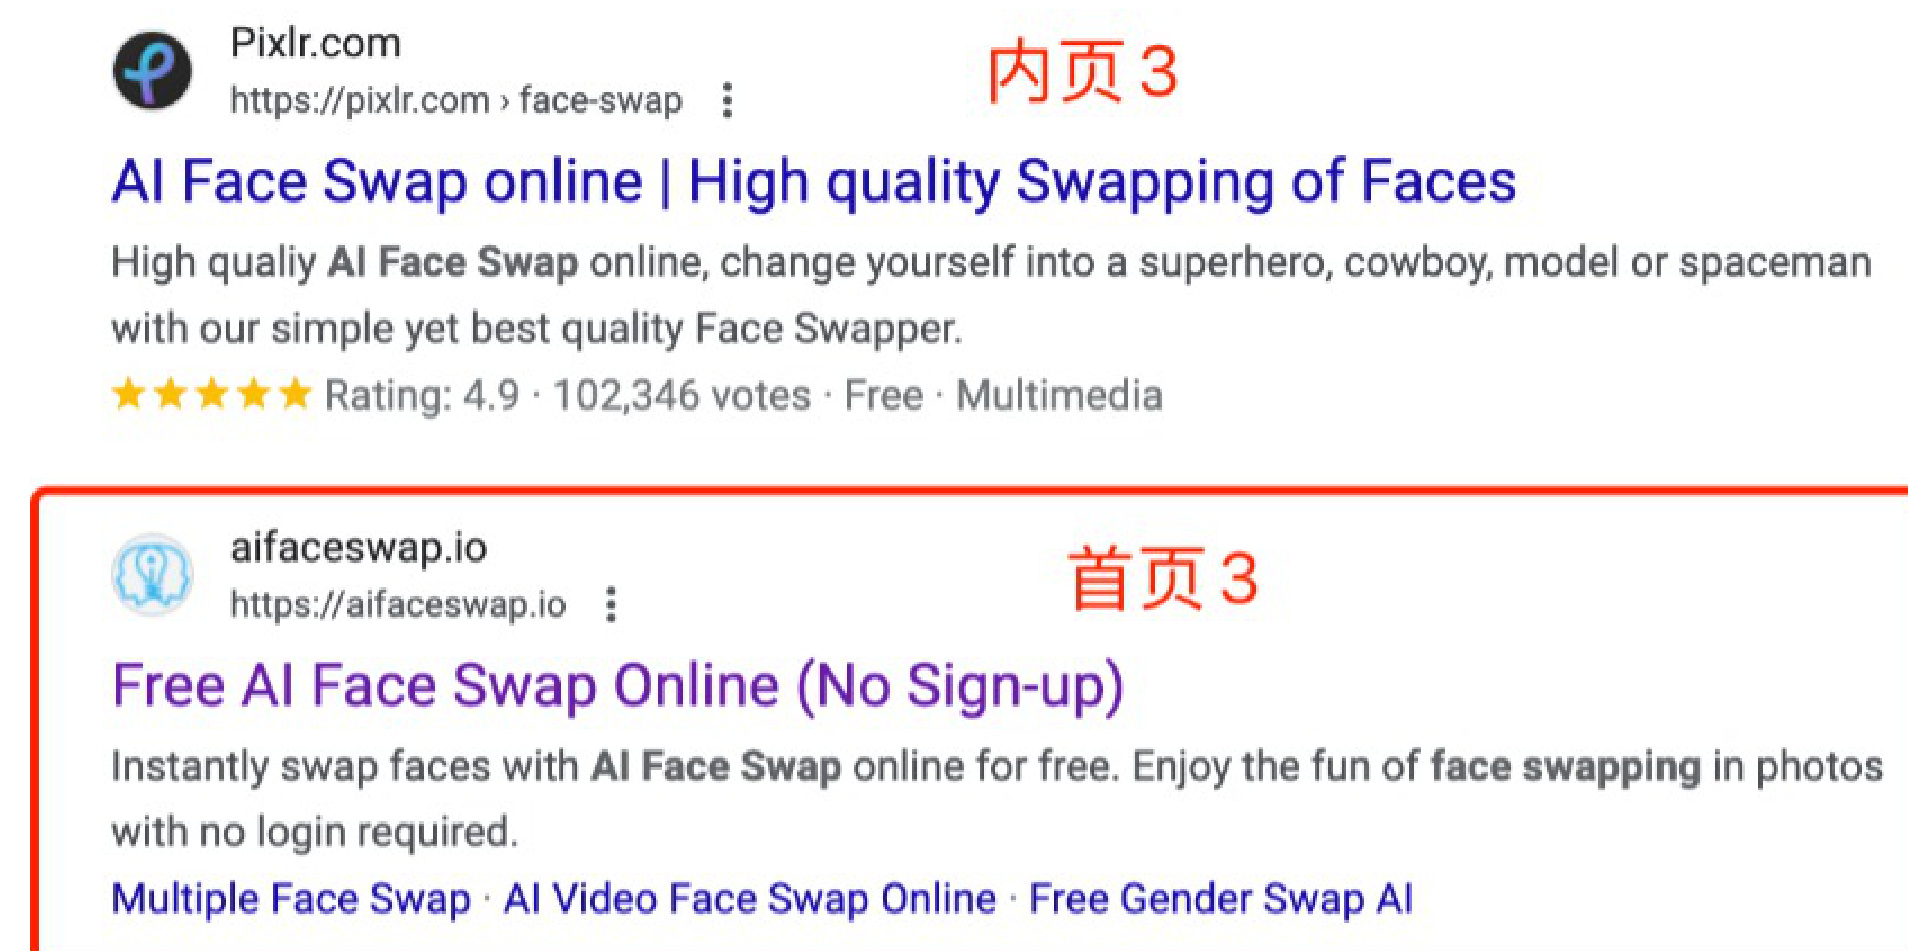 Pixlr.com
https://pixlr.com › face-swap
内页3
AI Face Swap online | High quality Swapping of Faces
High qualiy AI Face Swap online, change yourself into a superhero, cowboy, model or spaceman
with our simple yet best quality Face Swapper.
Rating: 4.9 · 102,346 votes · Free · Multimedia
aifaceswap.io
https://aifaceswap.io
首页3
Free AI Face Swap Online (No Sign-up)
Instantly swap faces with AI Face Swap online for free. Enjoy the fun of face swapping in photos
with no login required.
Multiple Face Swap · AI Video Face Swap Online · Free Gender Swap AI